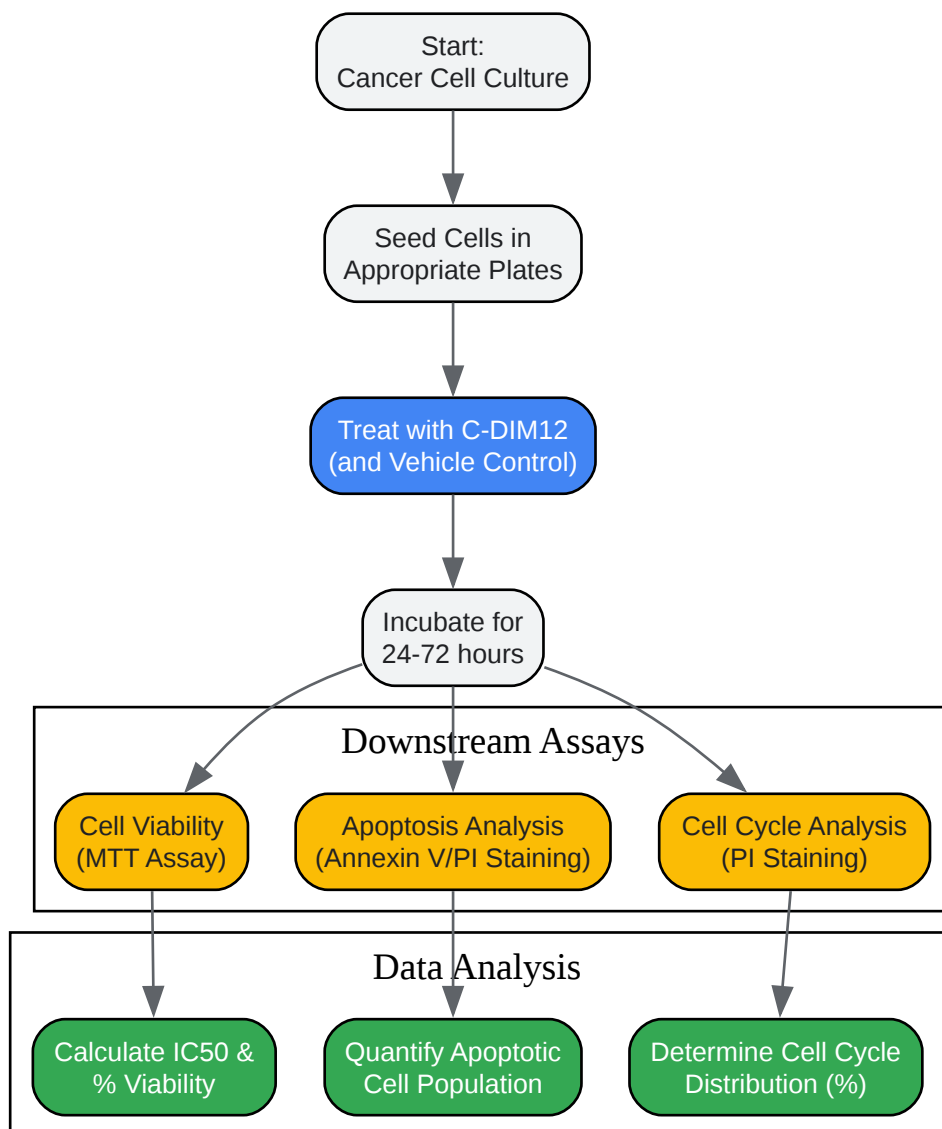 Start:
Cancer Cell Culture
Seed Cells in
Appropriate Plates
Treat with C-DIM12
(and Vehicle Control)
Incubate for
24-72 hours
Downstream Assays
Cell Viability
(MTT Assay)
Apoptosis Analysis
(Annexin V/PI Staining)
Cell Cycle Analysis
(PI Staining)
Data Analysis
Calculate IC50 &
% Viability
Quantify Apoptotic
Cell Population
Determine Cell Cycle
Distribution (%)